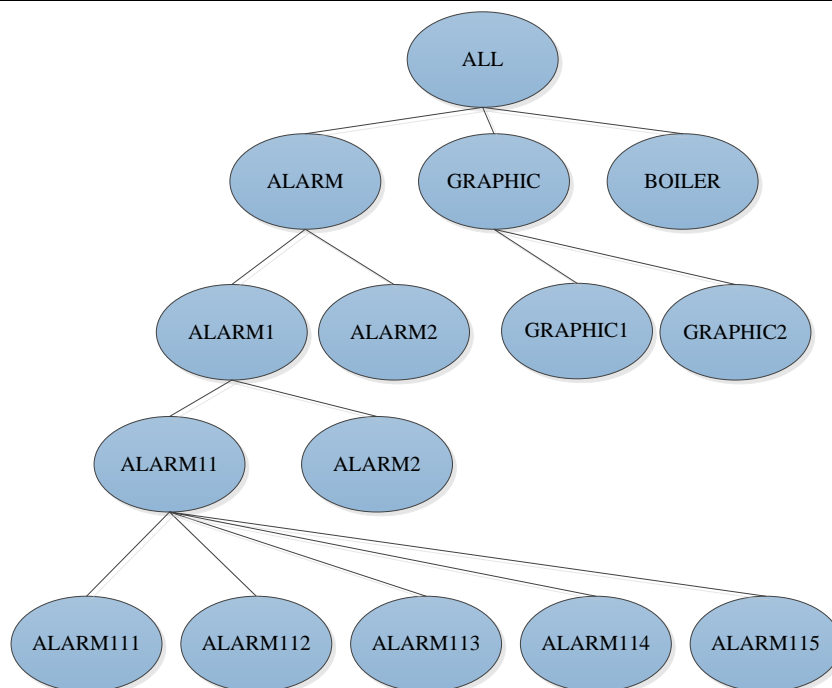 ALL
ALARM
GRAPHIC
BOILER
ALARM1
ALARM2
GRAPHIC1
GRAPHIC2
ALARM11
ALARM2
ALARM111
ALARM112
ALARM113
ALARM114
ALARM115